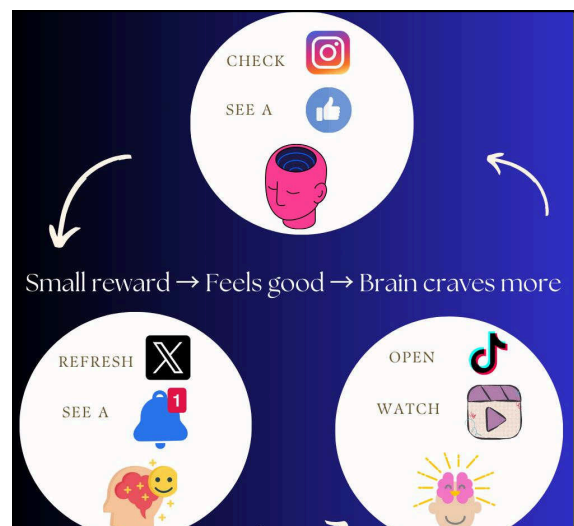 CHECK
SEE A
Small reward → Feels good → Brain craves more
REFRESH
SEE A
1
OPEN
WATCH